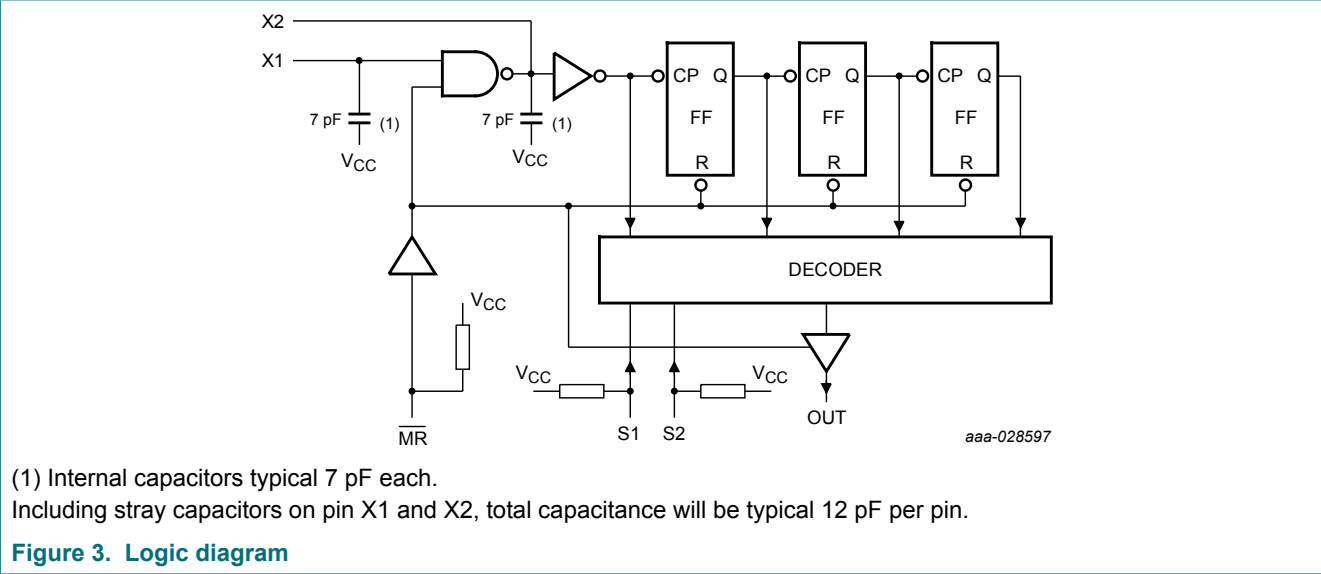 X2
X1
7 pF
(1)
VCC
7 pF
(1)
VCC
CP Q
FF
R
CP Q
FF
R
CP Q
FF
R
DECODER
VCC
MR
VCC
S1
S2
VCC
OUT
aaa-028597
(1) Internal capacitors typical 7 pF each.
Including stray capacitors on pin X1 and X2, total capacitance will be typical 12 pF per pin.
Figure 3. Logic diagram